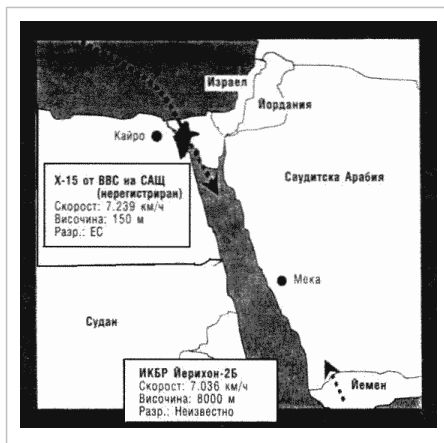 Израел
Йордания
Кайро
Х-15 от ВВС на САЩ
(нерегистриран)
Скорост: 7.239 км/ч
Височина: 150 м
Разр.: ЕС
Саудитска Арабия
Мека
Судан
ИКБР Йерихон-2Б
Скорост: 7.036 км/ч
Височина: 8000 м
Разр.: Неизвестно
Йемен